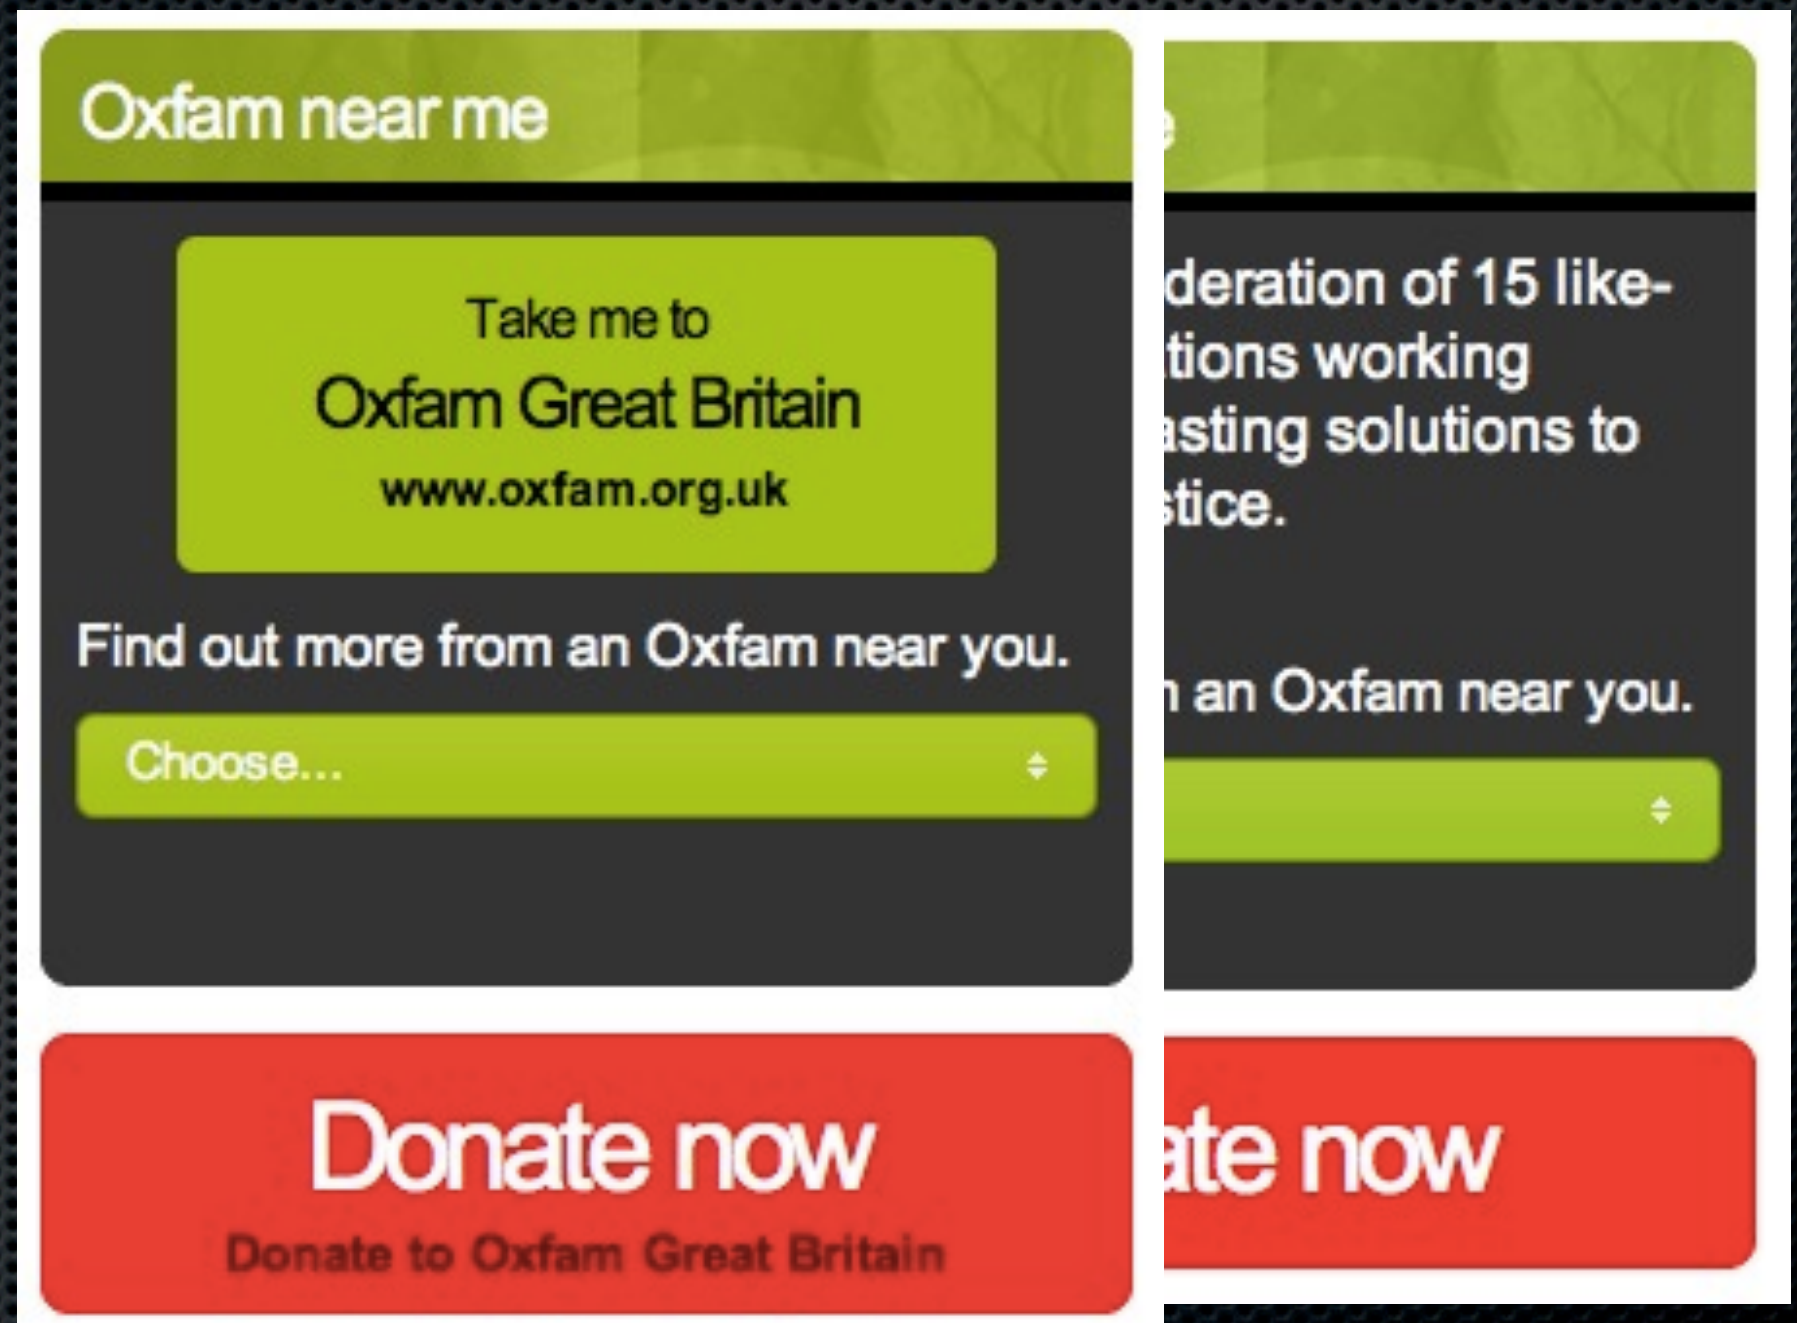 Oxfam near me
Take me to
Oxfam Great Britain
www.oxfam.org.uk
Find out more from an Oxfam near you.
Choose...
Donate now
Donate to Oxfam Great Britain
e
deration of 15 like-
tions working
asting solutions to
stice.
an Oxfam near you.
ate now